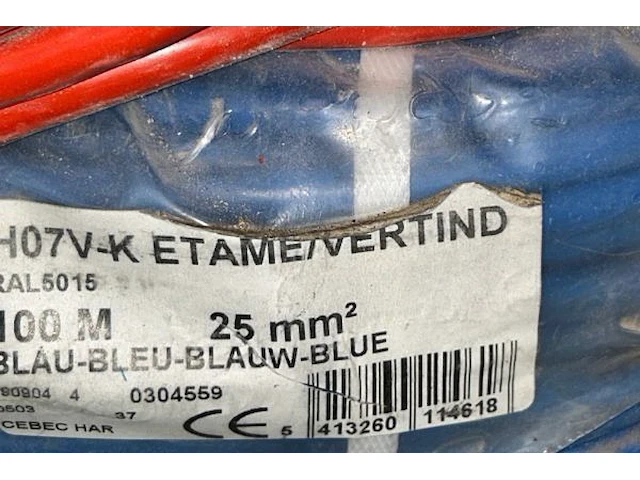 H07V-K ETAME/VERTIND
RAL5015
100 M 25 mm²
BLAU-BLEU-BLAUW-BLUE
90904 4 0304559
0503 37
CEBEC HAR CE 5 413260 114618